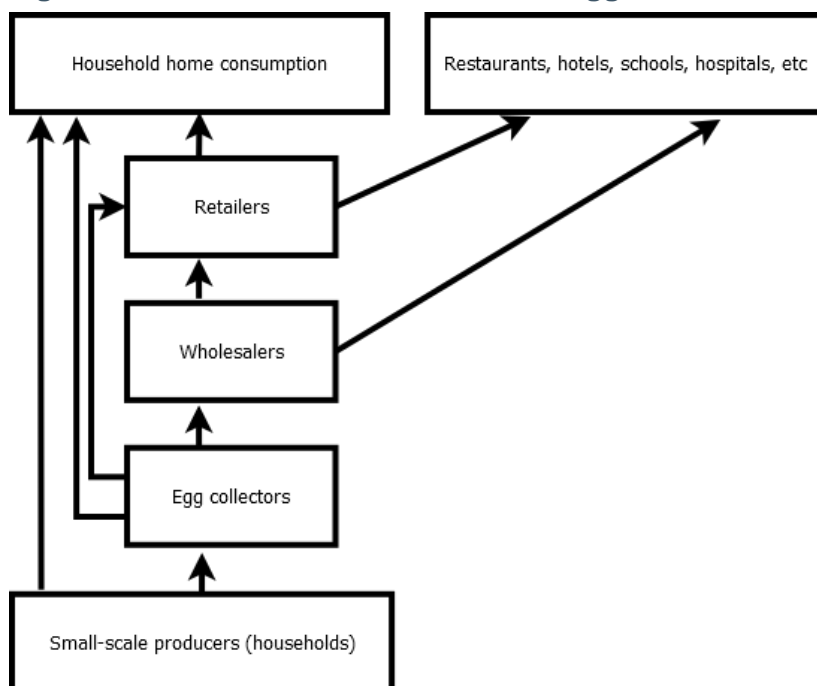 Household home consumption
Restaurants, hotels, schools, hospitals, etc
Retailers
Wholesalers
Egg collectors
Small-scale producers (households)